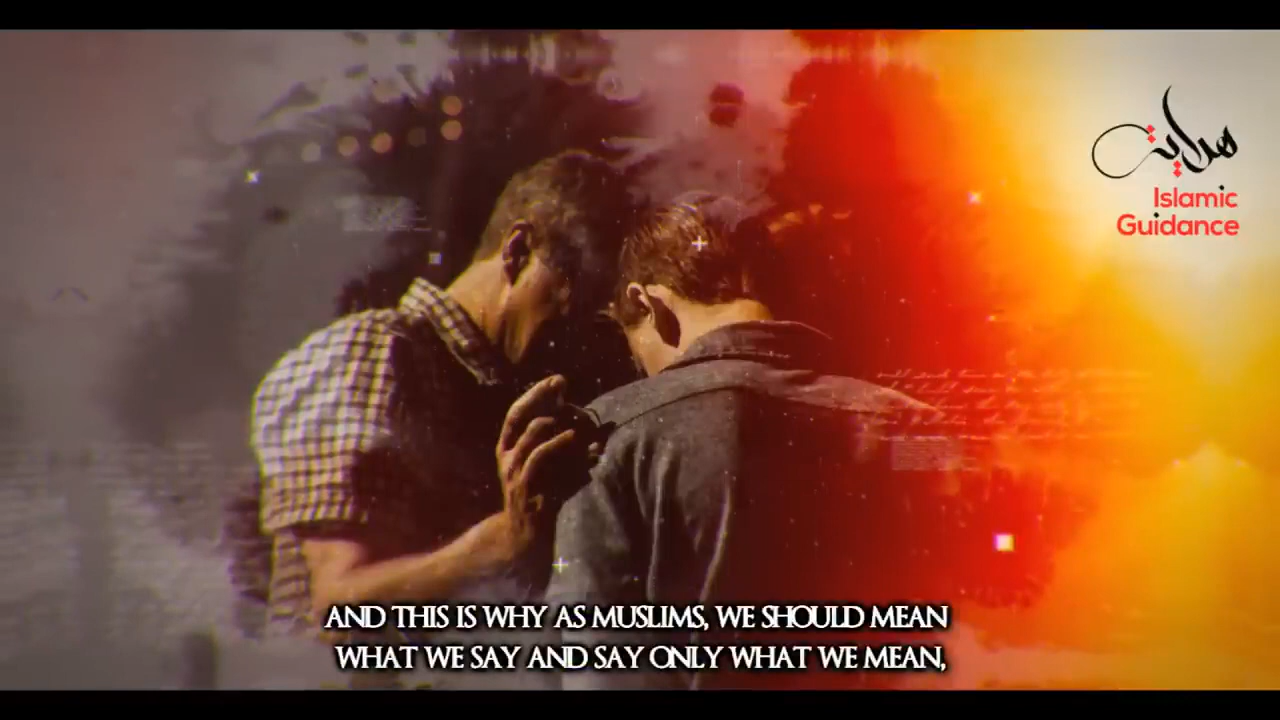 هداية
Islamic
Guidance
AND THIS IS WHY AS MUSLIMS, WE SHOULD MEAN
WHAT WE SAY AND SAY ONLY WHAT WE MEAN,